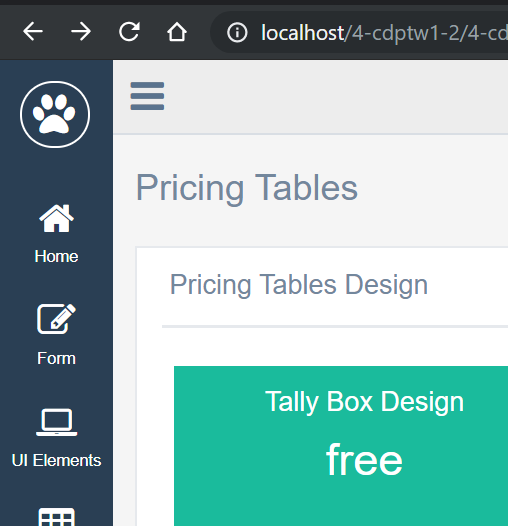 localhost/4-cdptw1-2/4-cd
Pricing Tables
Home
Pricing Tables Design
Form
Tally Box Design
free
UI Elements